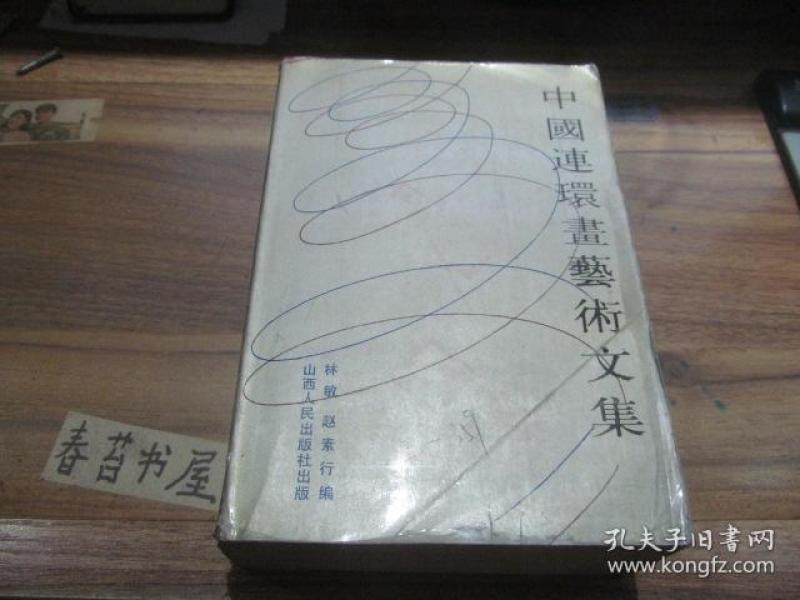 中國連環畫藝術文集
林敏 赵素行编
山西人民出版社出版
春苔书屋
孔夫子旧书网
www.kongfz.com